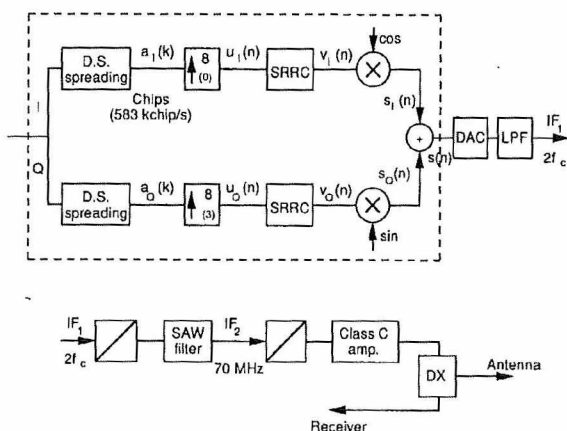 cos
D.S. spreading
a_I(k)
8
(0)
u_I(n)
SRRC
v_I(n)
Chips
(583 kchip/s)
s_I(n)
I
Q
+
s(n)
DAC
LPF
IF_1
2f_c
D.S. spreading
a_Q(k)
8
(3)
u_Q(n)
SRRC
v_Q(n)
s_Q(n)
sin
IF_1
2f_c
SAW filter
IF_2
70 MHz
Class C amp.
DX
Antenna
Receiver